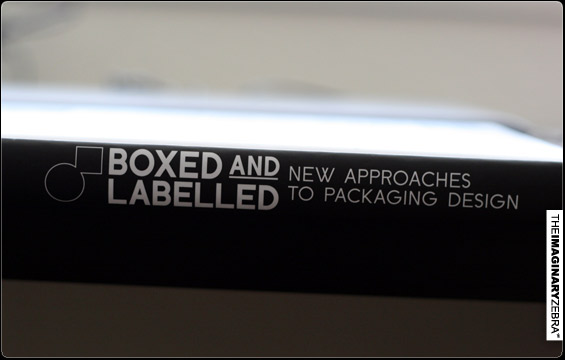 BOXED AND
LABELLED
NEW APPROACHES
TO PACKAGING DESIGN
THEIMAGINARYZEBRA